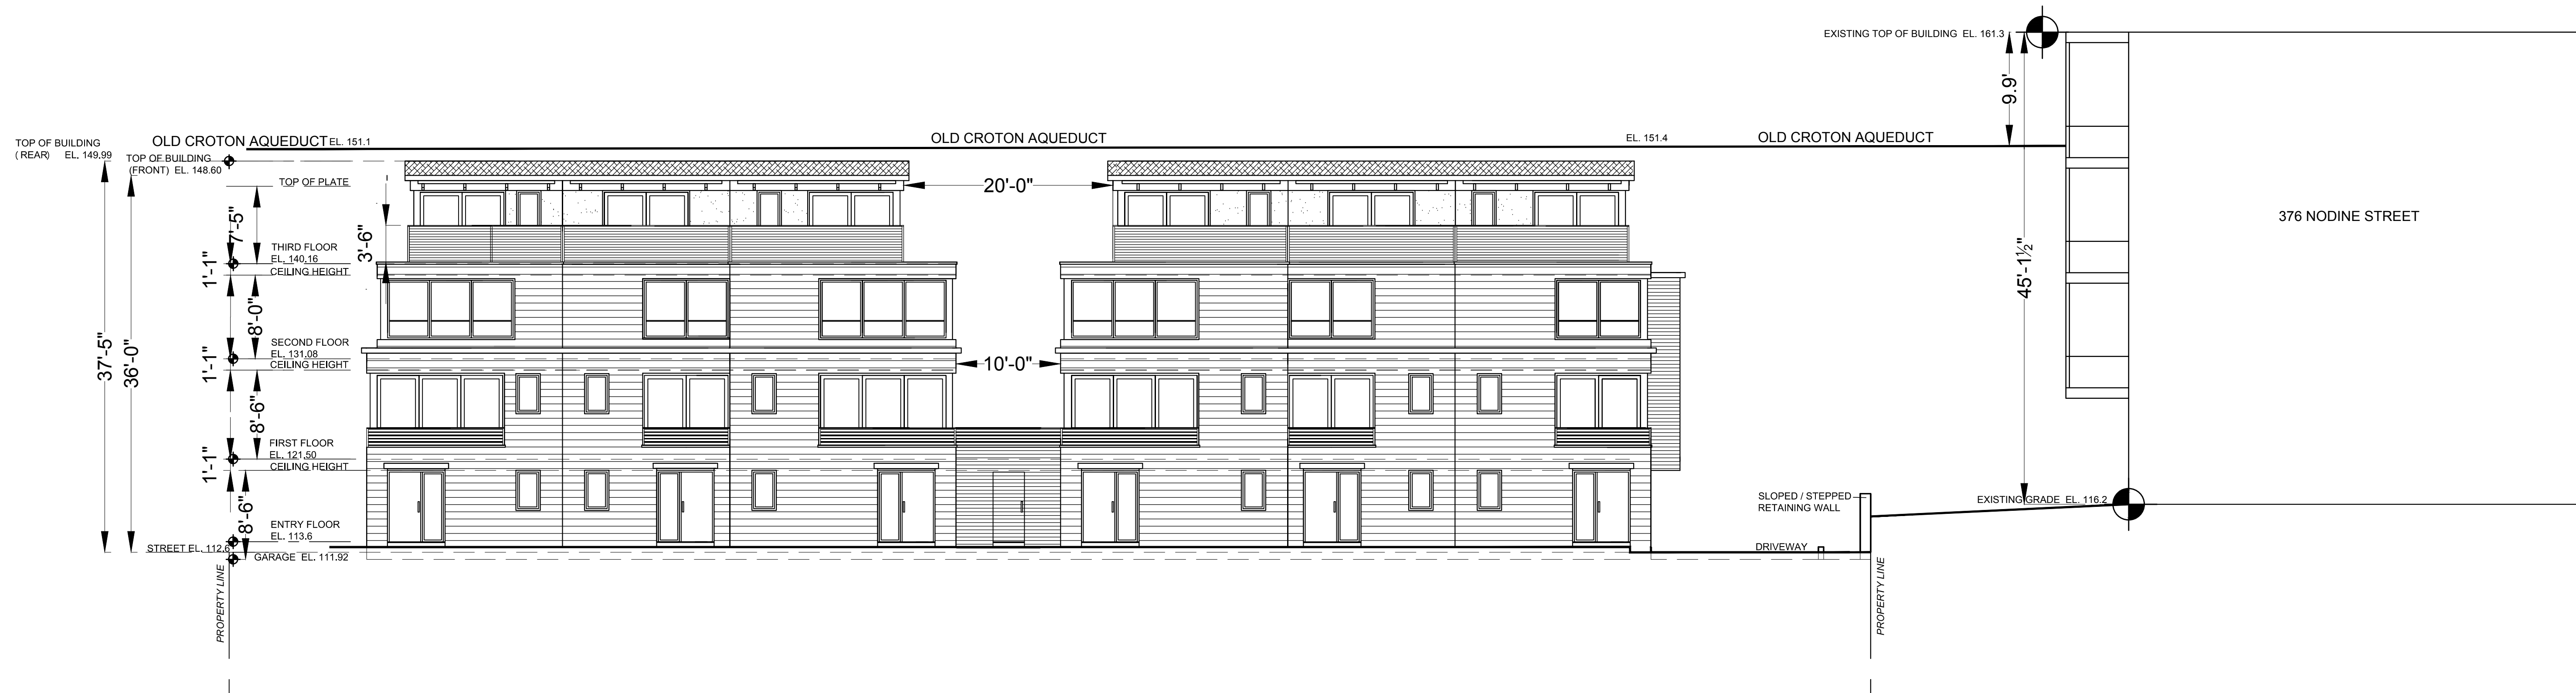 EXISTING TOP OF BUILDING EL. 161.3
9.9'
TOP OF BUILDING
( REAR) EL. 149.99
OLD CROTON AQUEDUCT EL. 151.1
OLD CROTON AQUEDUCT
EL. 151.4
OLD CROTON AQUEDUCT
TOP OF BUILDING
(FRONT) EL. 148.60
TOP OF PLATE
20'-0"
376 NODINE STREET
7'-5"
3'-6"
THIRD FLOOR
EL. 140.16
CEILING HEIGHT
1'-1"
45'-1½"
8'-0"
37'-5"
36'-0"
SECOND FLOOR
EL. 131.08
CEILING HEIGHT
1'-1"
10'-0"
8'-6"
FIRST FLOOR
EL. 121.50
CEILING HEIGHT
1'-1"
SLOPED / STEPPED
RETAINING WALL
EXISTING GRADE EL. 116.2
8'-6"
ENTRY FLOOR
EL. 113.6
STREET EL. 112.6
GARAGE EL. 111.92
DRIVEWAY
PROPERTY LINE
PROPERTY LINE